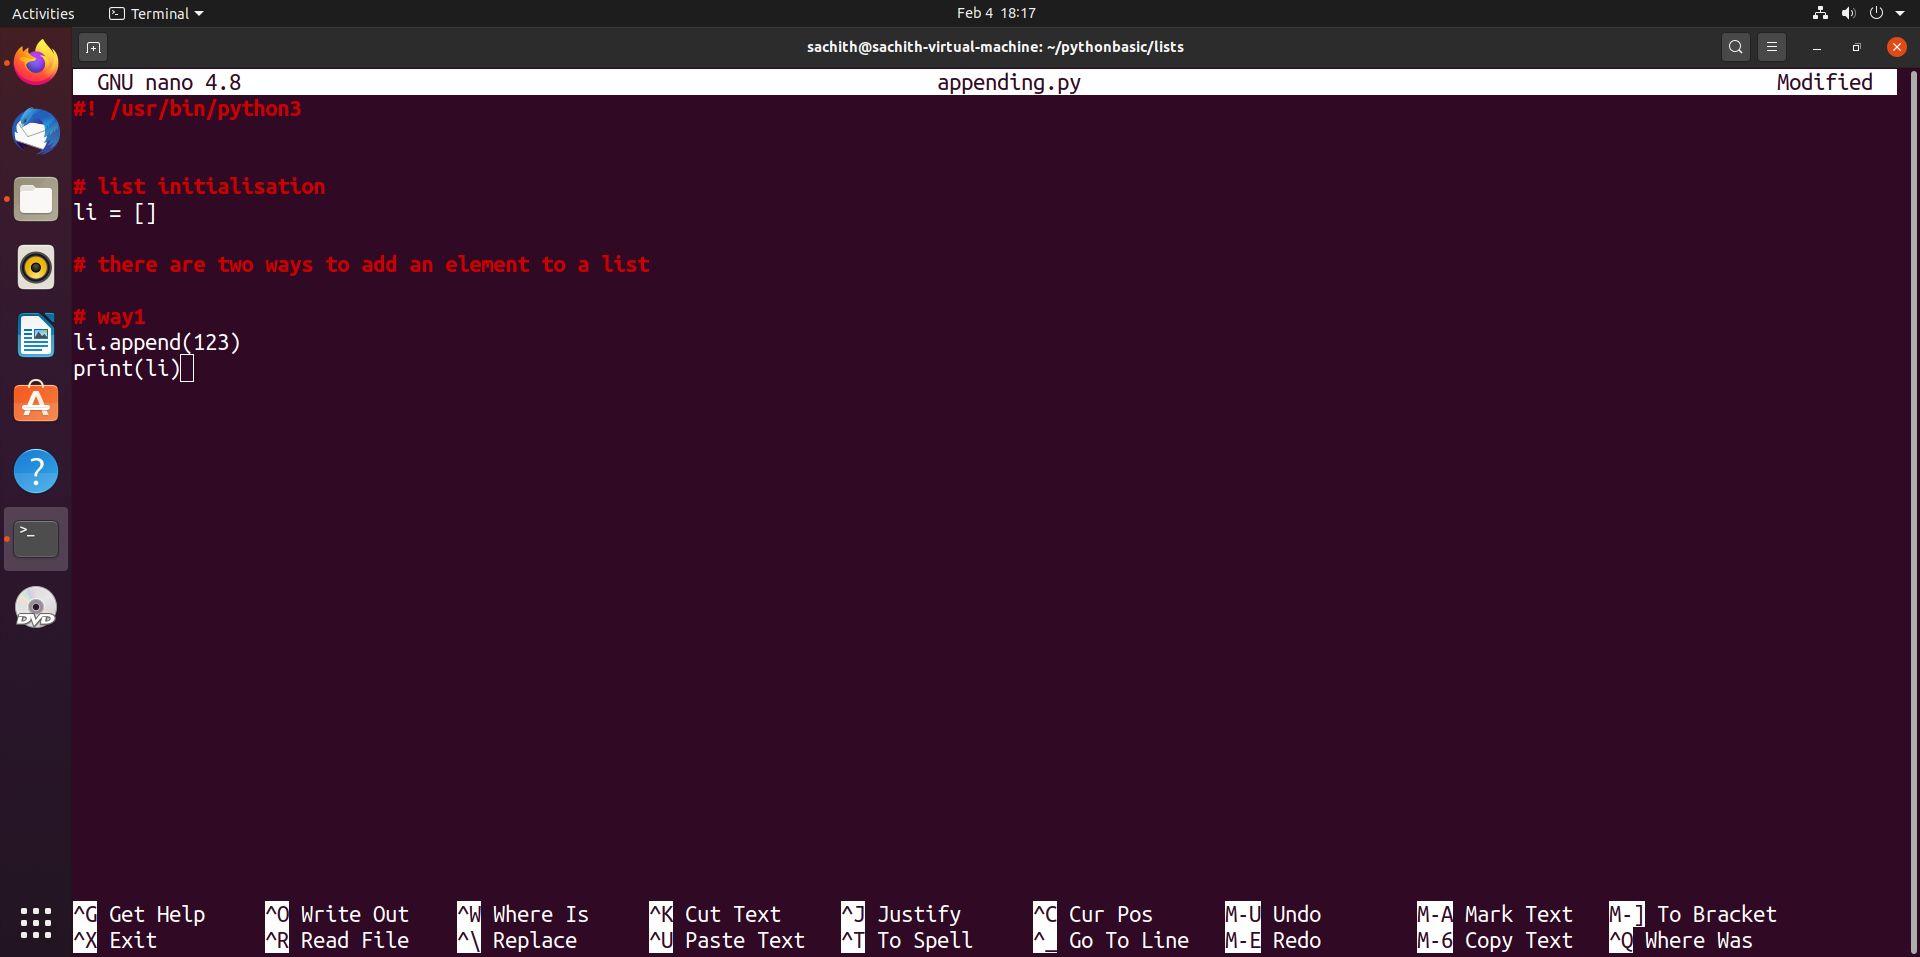 Activities Terminal Feb 4 18:17
sachith@sachith-virtual-machine: ~/pythonbasic/lists
GNU nano 4.8 appending.py Modified
#! /usr/bin/python3
# list initialisation
li = []
# there are two ways to add an element to a list
# way1
li.append(123)
print(li)
>_
DVD
^G Get Help ^O Write Out ^W Where Is ^K Cut Text ^J Justify ^C Cur Pos M-U Undo M-A Mark Text M-] To Bracket
^X Exit ^R Read File ^\ Replace ^U Paste Text ^T To Spell ^_ Go To Line M-E Redo M-6 Copy Text ^Q Where Was